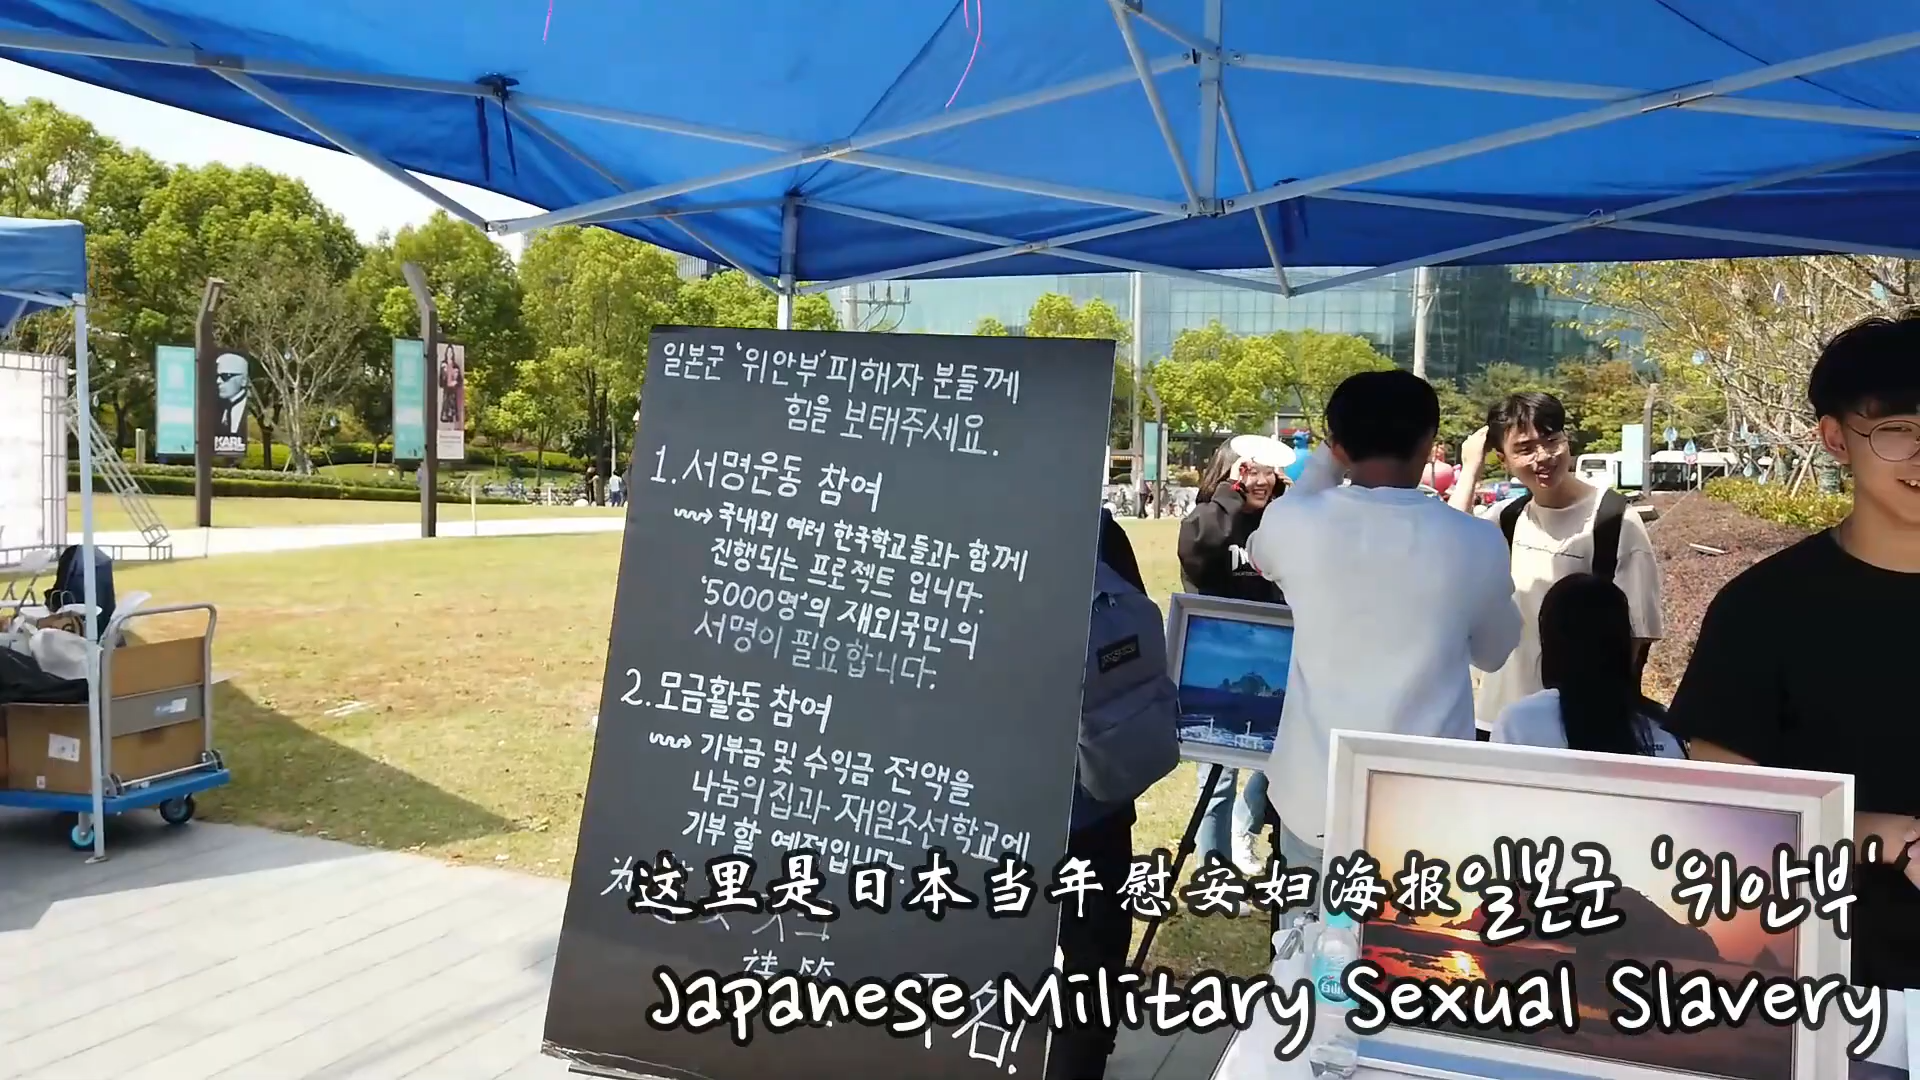 일본군 '위안부' 피해자 분들께
힘을 보태주세요.
1. 서명운동 참여
국내외 여러 한국학교들과 함께
진행되는 프로젝트 입니다.
'5000명'의 재외국민의
서명이 필요합니다.
2. 모금활동 참여
기부금 및 수익금 전액을
나눔의집과 재일조선학교에
기부할 예정입니다.
为
名!
KARL
这里是日本当年慰安妇海报일본군 '위안부'
Japanese Military Sexual Slavery